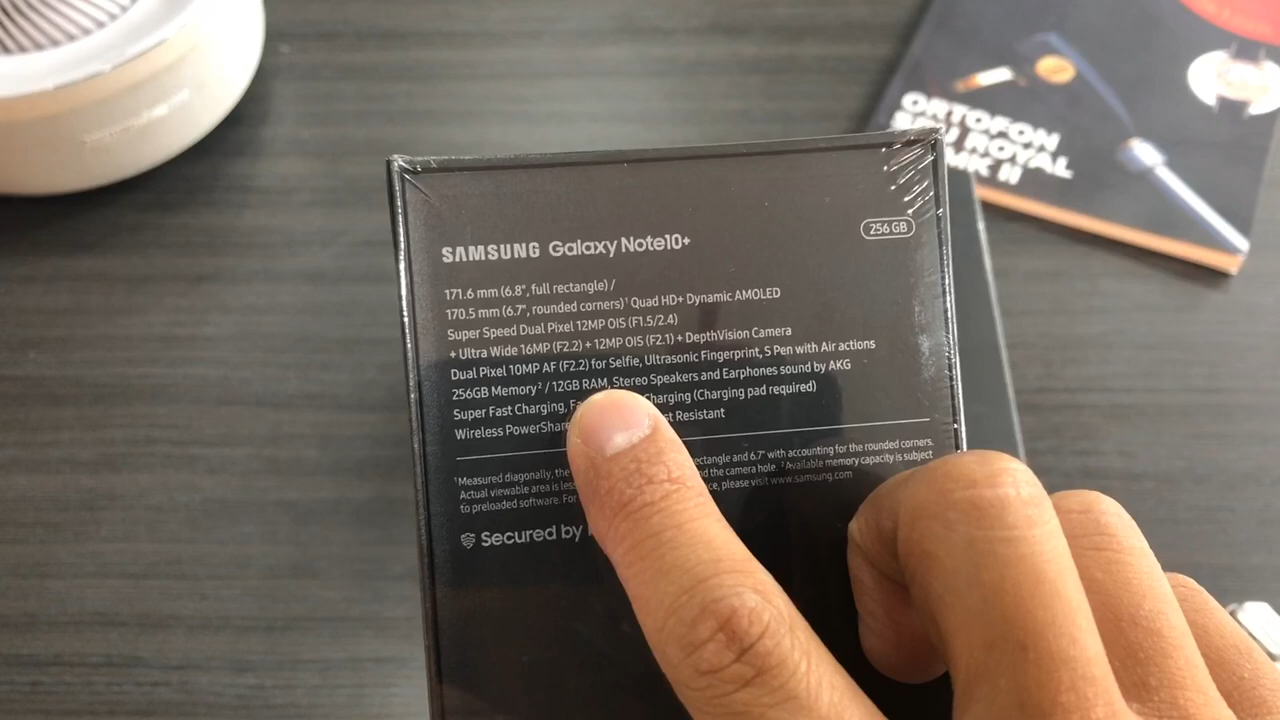 ORTOFON
ROYAL
MK II
256 GB
SAMSUNG Galaxy Note10+
171.6 mm (6.8", full rectangle) /
170.5 mm (6.7", rounded corners)¹ Quad HD+ Dynamic AMOLED
Super Speed Dual Pixel 12MP OIS (F1.5/2.4)
+ Ultra Wide 16MP (F2.2) + 12MP OIS (F2.1) + DepthVision Camera
Dual Pixel 10MP AF (F2.2) for Selfie, Ultrasonic Fingerprint, S Pen with Air actions
256GB Memory² / 12GB RAM, Stereo Speakers and Earphones sound by AKG
Super Fast Charging, Charging (Charging pad required)
Wireless PowerShare Resistant
¹Measured diagonally, the rectangle and 6.7" with accounting for the rounded corners.
Actual viewable area is less and the camera hole. ²Available memory capacity is subject
to preloaded software. For please visit www.samsung.com
Secured by